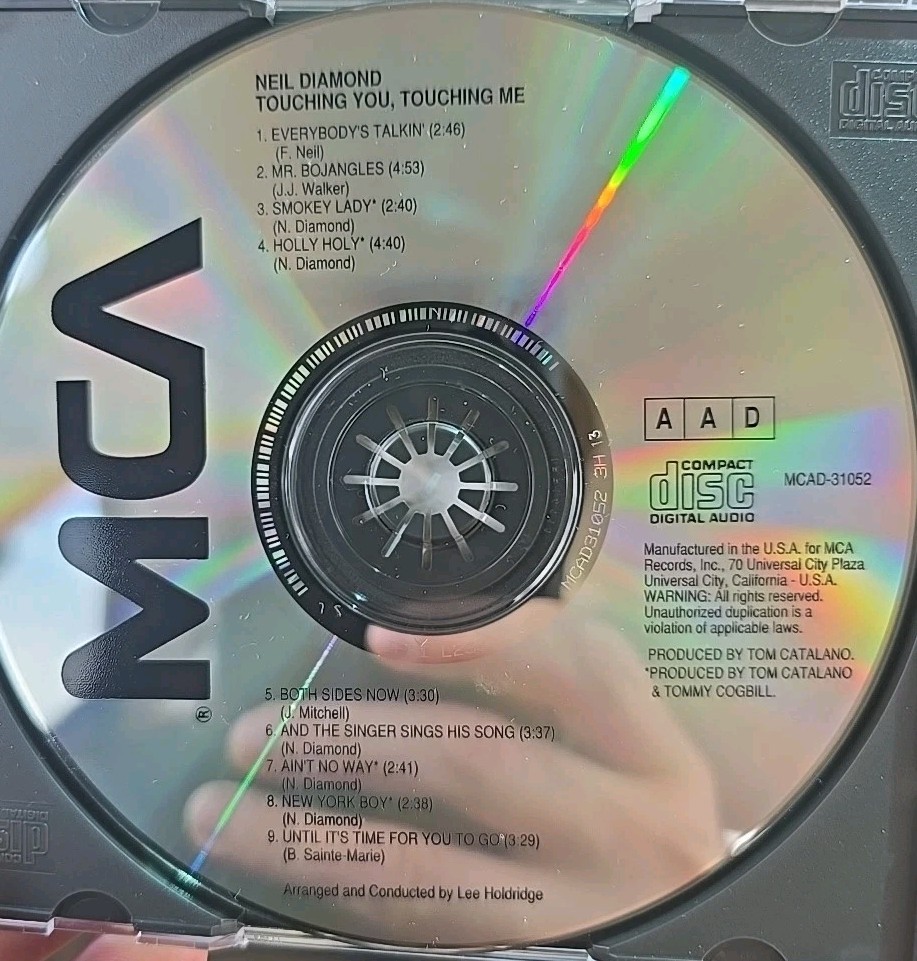 NEIL DIAMOND
TOUCHING YOU, TOUCHING ME
1. EVERYBODY'S TALKIN' (2:46)
(F. Neil)
2. MR. BOJANGLES (4:53)
(J.J. Walker)
3. SMOKEY LADY* (2:40)
(N. Diamond)
4. HOLLY HOLY* (4:40)
(N. Diamond)
MCA
®
A A D
COMPACT
disc
DIGITAL AUDIO
MCAD-31052
Manufactured in the U.S.A. for MCA
Records, Inc., 70 Universal City Plaza
Universal City, California - U.S.A.
WARNING: All rights reserved.
Unauthorized duplication is a
violation of applicable laws.
PRODUCED BY TOM CATALANO.
*PRODUCED BY TOM CATALANO
& TOMMY COGBILL.
MCAD31052 3H 13
5. BOTH SIDES NOW (3:30)
(J. Mitchell)
6. AND THE SINGER SINGS HIS SONG (3:37)
(N. Diamond)
7. AIN'T NO WAY* (2:41)
(N. Diamond)
8. NEW YORK BOY* (2:38)
(N. Diamond)
9. UNTIL IT'S TIME FOR YOU TO GO (3:29)
(B. Sainte-Marie)
Arranged and Conducted by Lee Holdridge
disc